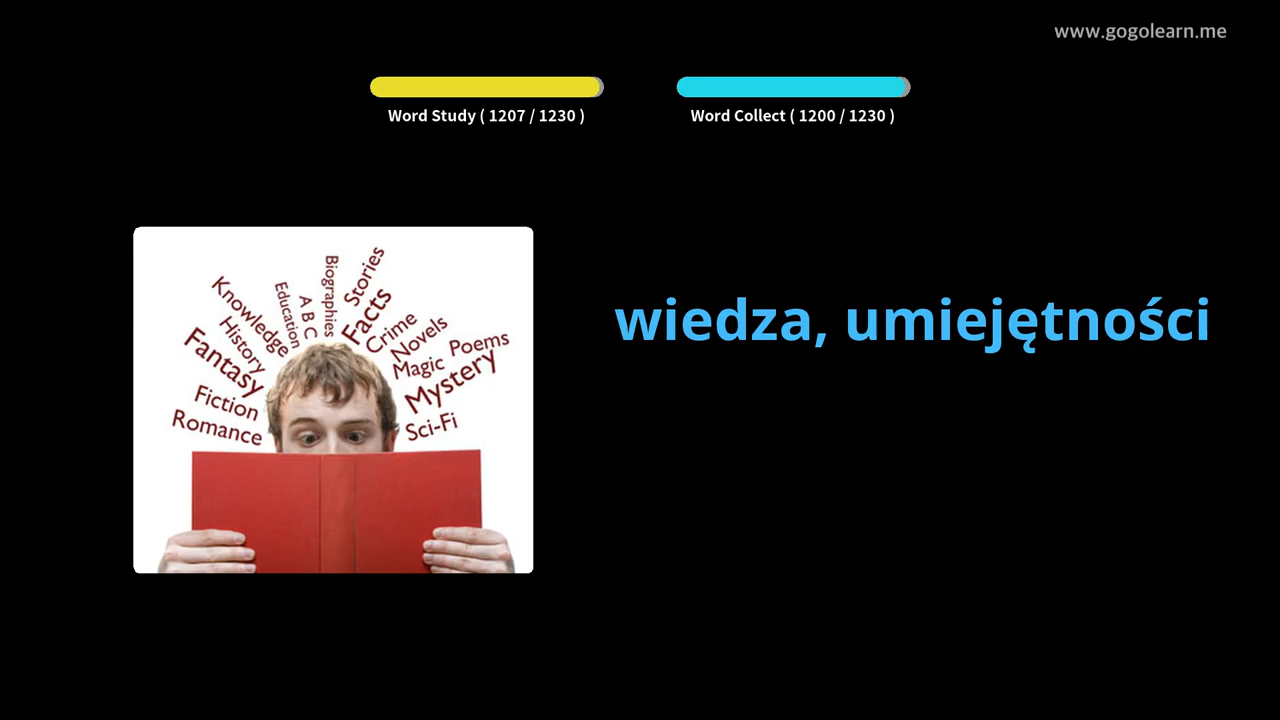 www.gogolearn.me
Word Study ( 1207 / 1230 )
Word Collect ( 1200 / 1230 )
wiedza, umiejętności
Romance
Fiction
Fantasy
History
Knowledge
Education
A B C
Biographies
Stories
Facts
Crime
Novels
Magic
Poems
Mystery
Sci-Fi